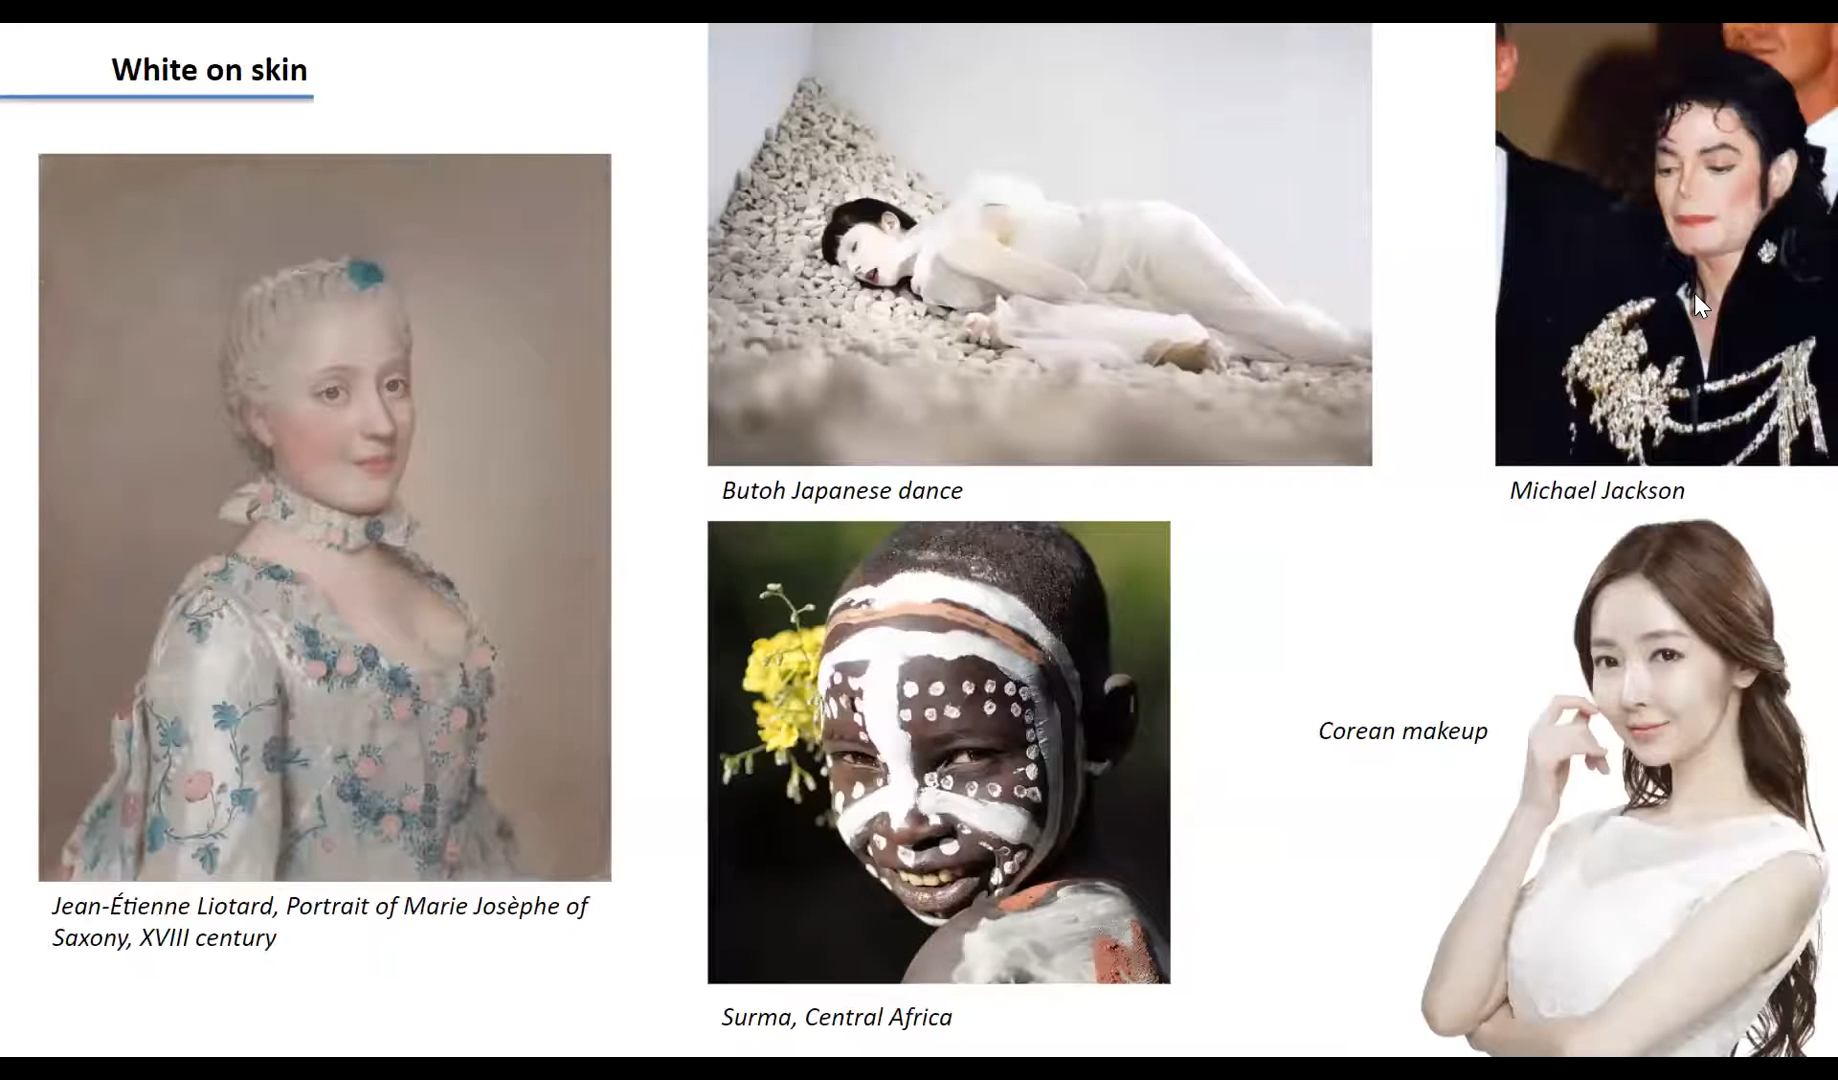 White on skin
Butoh Japanese dance
Michael Jackson
Corean makeup
Jean-Étienne Liotard, Portrait of Marie Josèphe of
Saxony, XVIII century
Surma, Central Africa